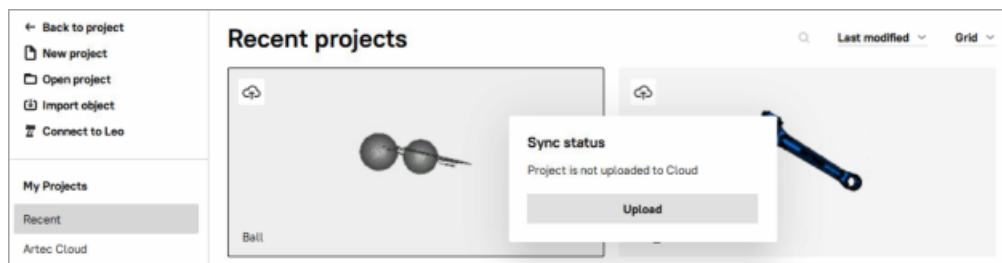 ← Back to project
New project
Open project
Import object
Connect to Leo
My Projects
Recent
Artec Cloud
Recent projects
Last modified
Grid
Ball
Sync status
Project is not uploaded to Cloud
Upload